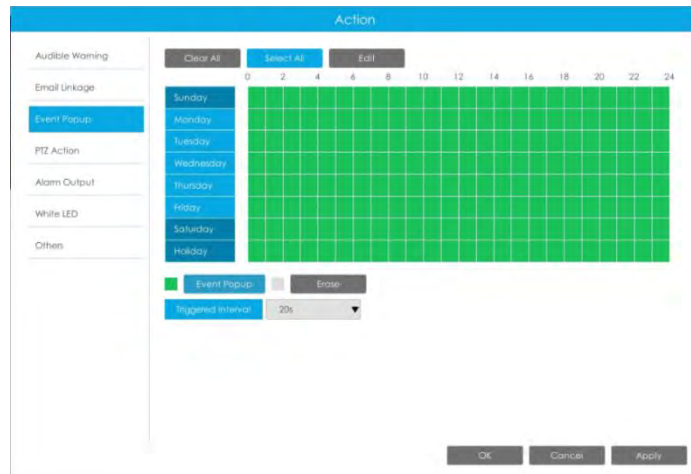 Action
Audible Warning
Email Linkage
Event Popup
PTZ Action
Alarm Output
White LED
Others
Clear All Select All Edit
0 2 4 6 8 10 12 14 16 18 20 22 24
Sunday
Monday
Tuesday
Wednesday
Thursday
Friday
Saturday
Holiday
Event Popup Erase
Triggered Interval 20s
OK Cancel Apply